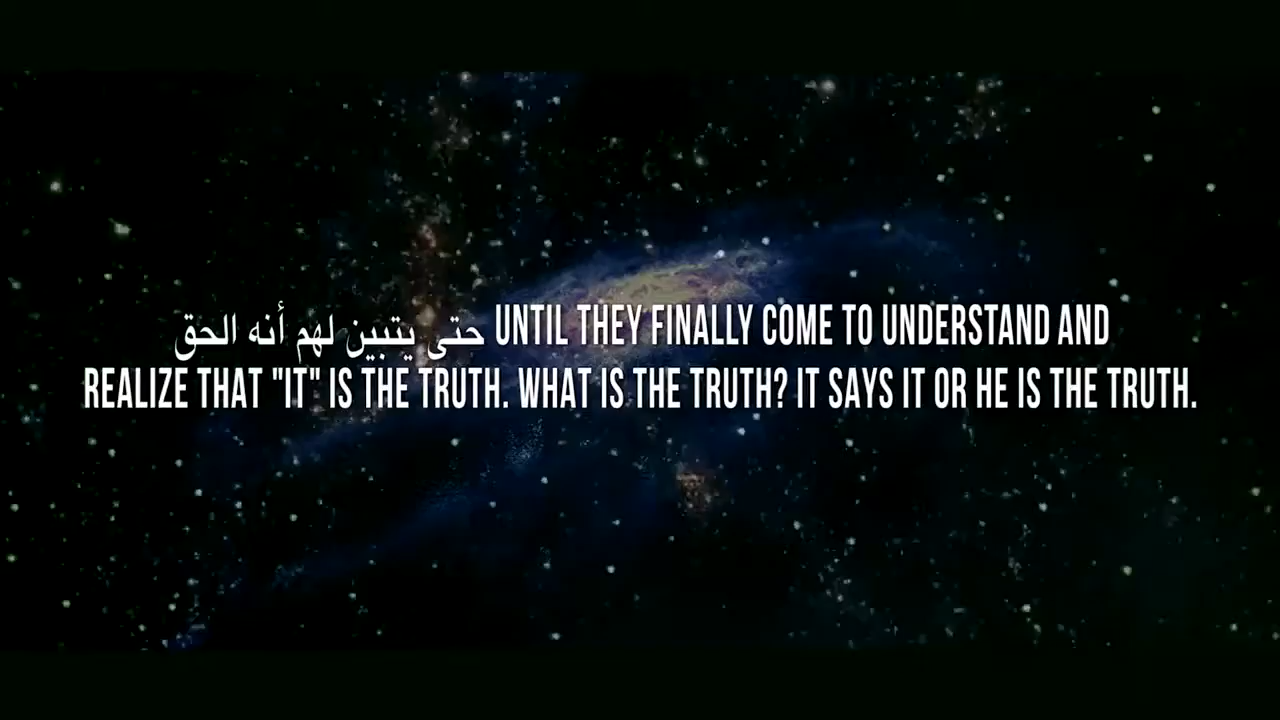 حتى يتبين لهم أنه الحق UNTIL THEY FINALLY COME TO UNDERSTAND AND
REALIZE THAT "IT" IS THE TRUTH. WHAT IS THE TRUTH? IT SAYS IT OR HE IS THE TRUTH.